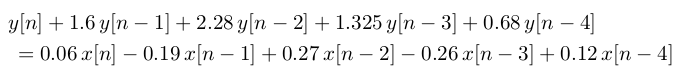 y[n] + 1.6 y[n − 1] + 2.28 y[n − 2] + 1.325 y[n − 3] + 0.68 y[n − 4]
= 0.06 x[n] − 0.19 x[n − 1] + 0.27 x[n − 2] − 0.26 x[n − 3] + 0.12 x[n − 4]